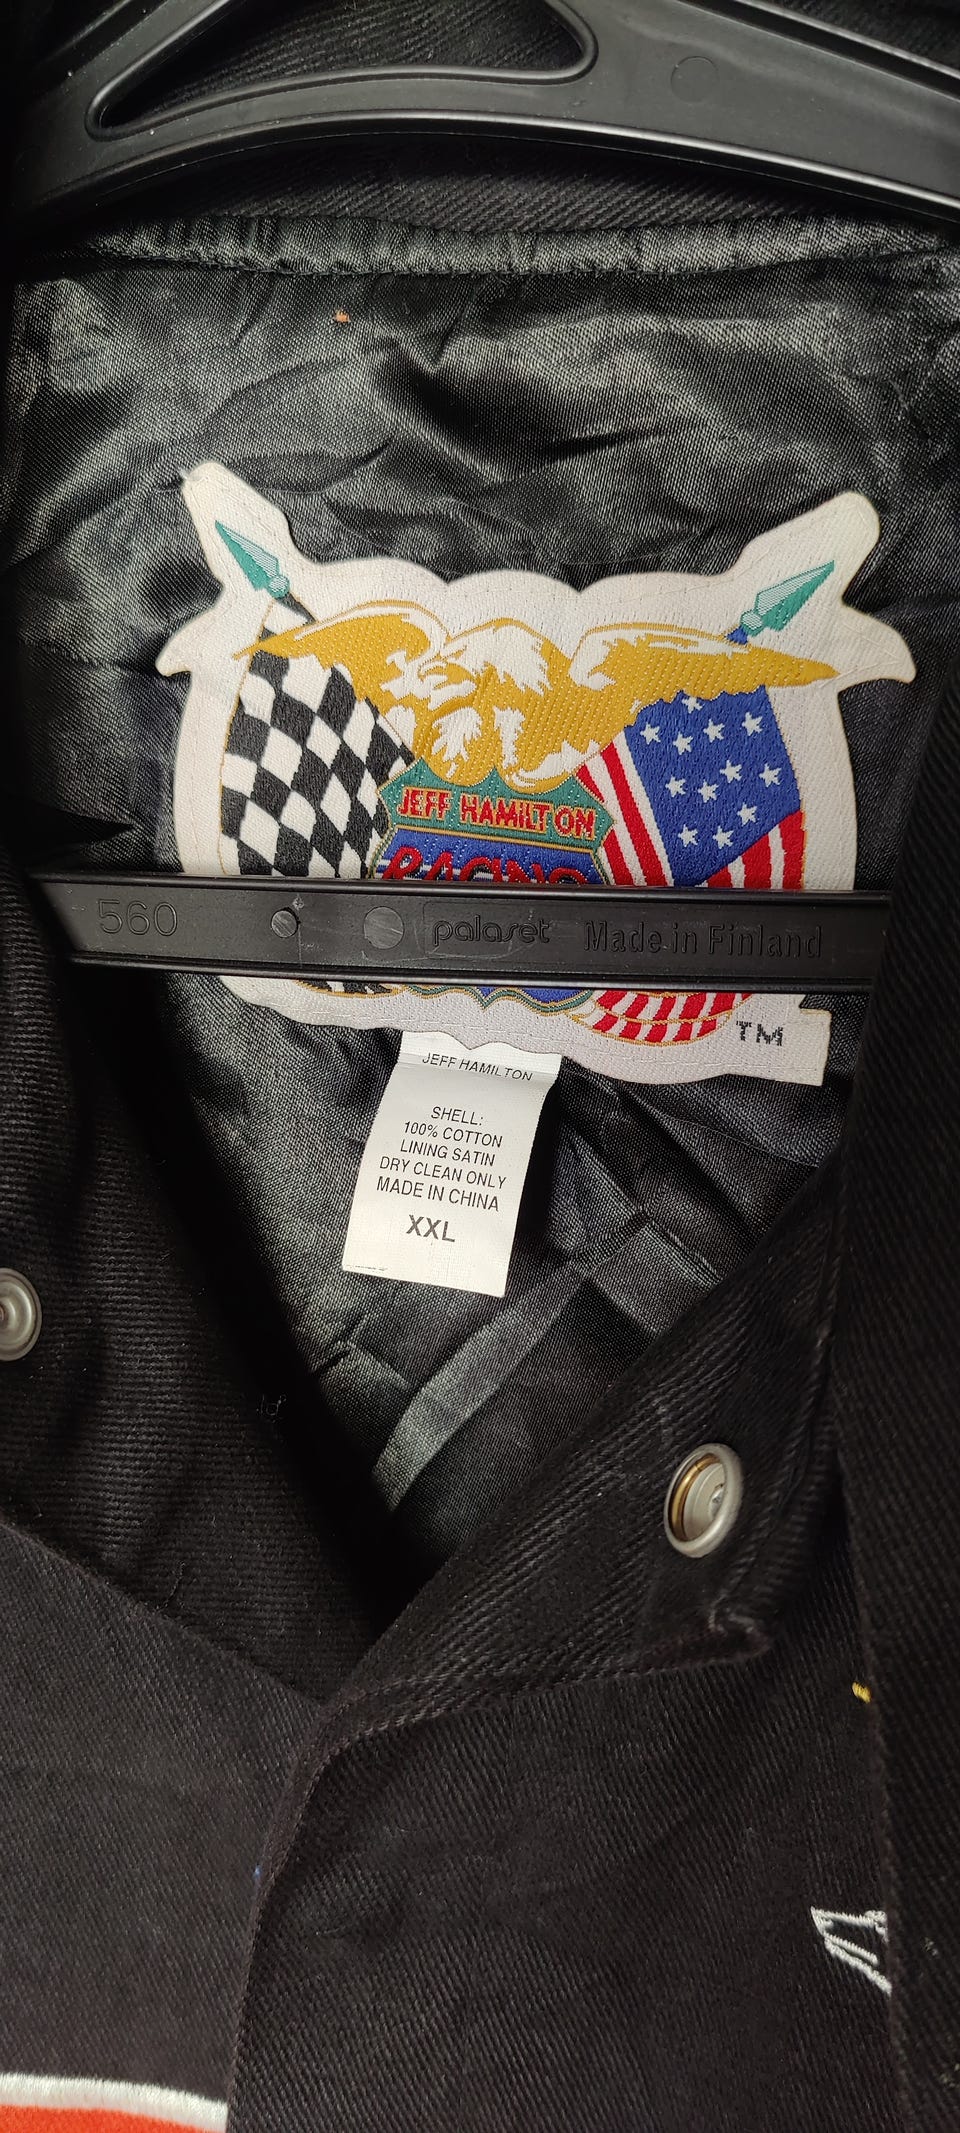 JEFF HAMILTON
RACING
560 palaset Made in Finland
TM
JEFF HAMILTON
SHELL:
100% COTTON
LINING SATIN
DRY CLEAN ONLY
MADE IN CHINA
XXL